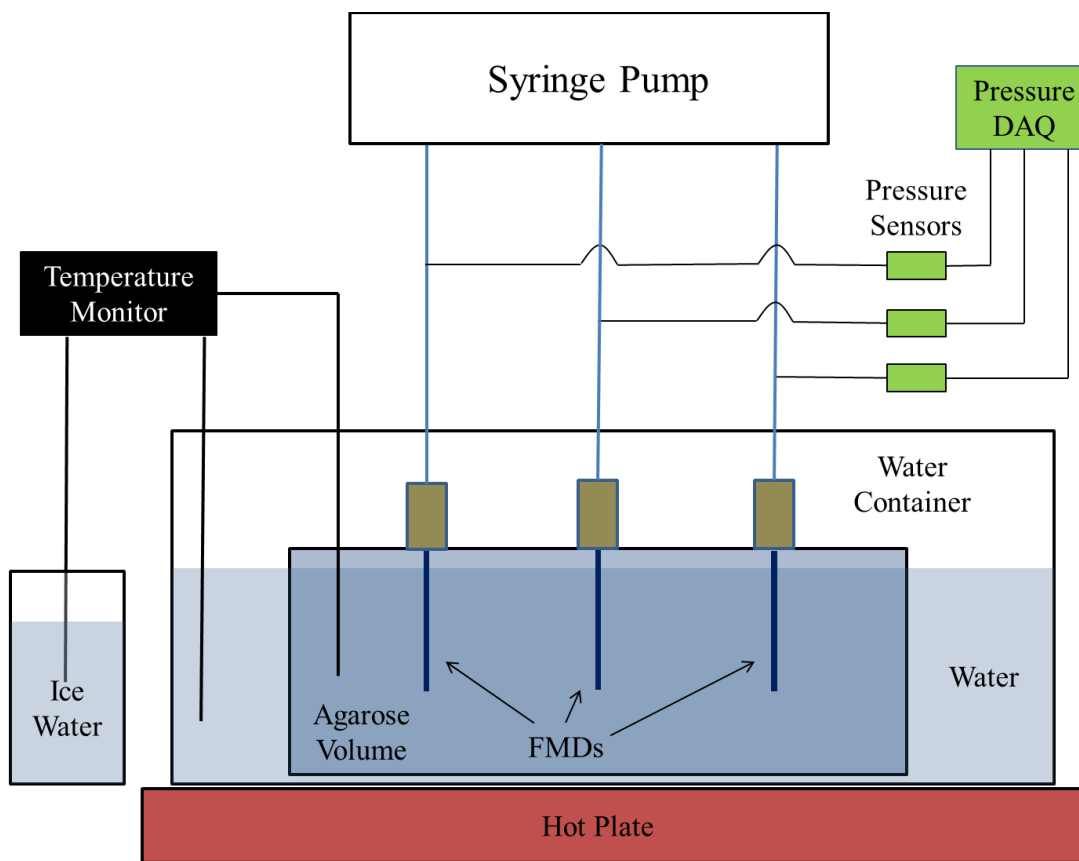 Syringe Pump
Pressure
DAQ
Pressure
Sensors
Temperature
Monitor
Water
Container
Ice
Water
Agarose
Volume
FMDs
Water
Hot Plate